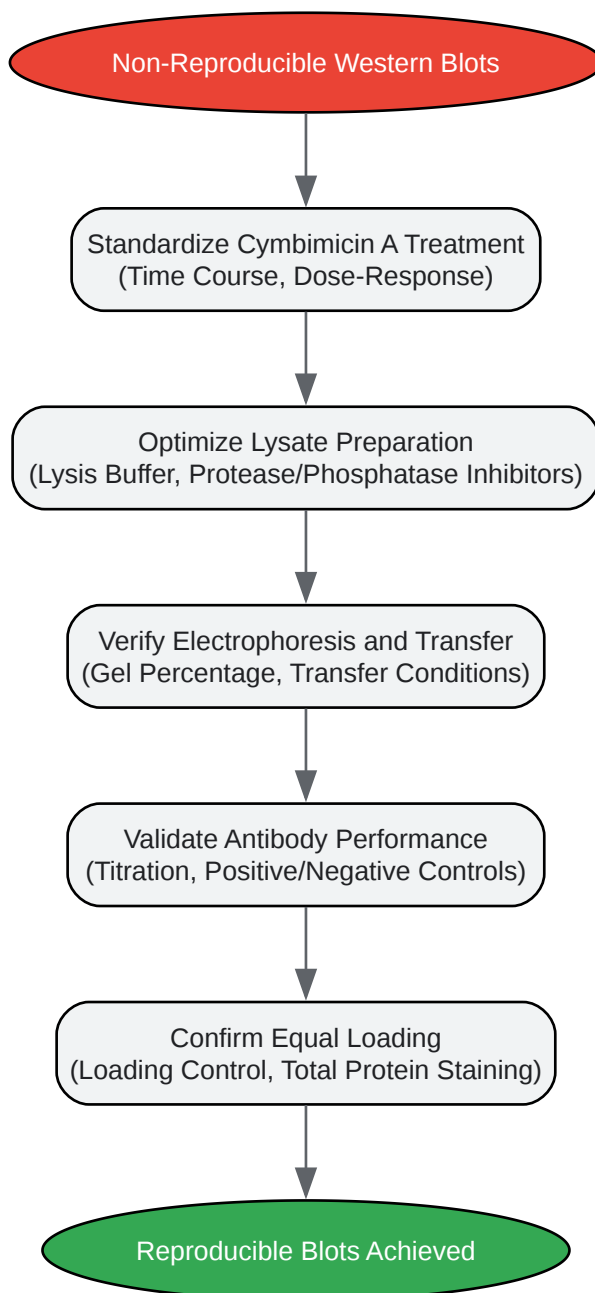 Non-Reproducible Western Blots
Standardize Cymbimicin A Treatment
(Time Course, Dose-Response)
Optimize Lysate Preparation
(Lysis Buffer, Protease/Phosphatase Inhibitors)
Verify Electrophoresis and Transfer
(Gel Percentage, Transfer Conditions)
Validate Antibody Performance
(Titration, Positive/Negative Controls)
Confirm Equal Loading
(Loading Control, Total Protein Staining)
Reproducible Blots Achieved